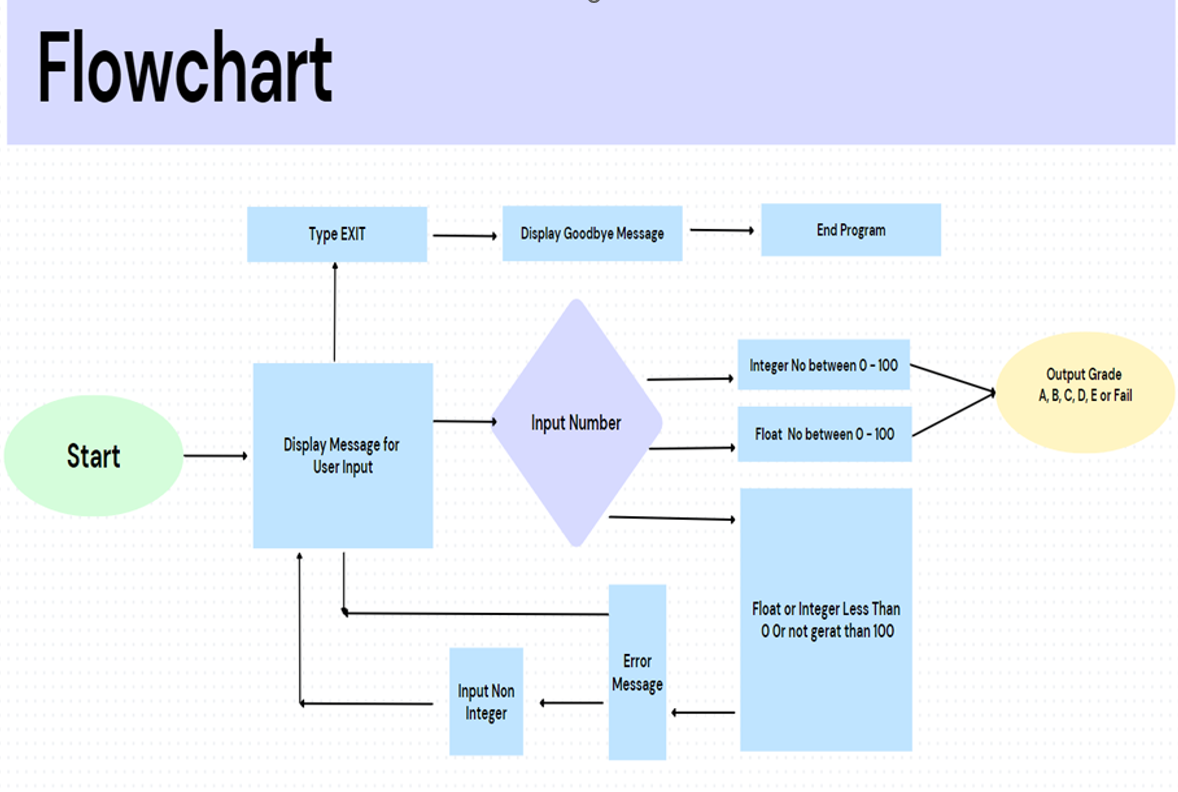 Flowchart
Type EXIT
Display Goodbye Message
End Program
Start
Display Message for
User Input
Input Number
Integer No between 0 - 100
Float No between 0 - 100
Output Grade
A, B, C, D, E or Fail
Float or Integer Less Than
0 Or not gerat than 100
Error
Message
Input Non
Integer